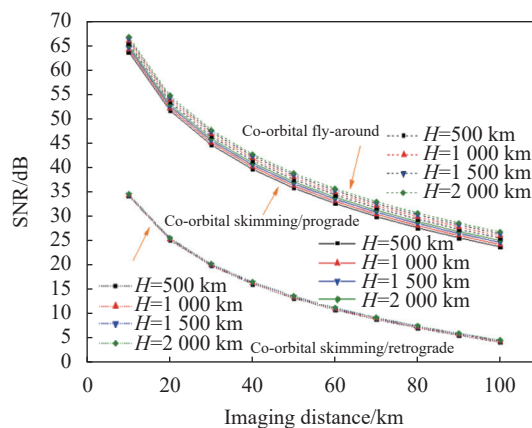 70
65
60
55
50
45
40
35
30
25
20
15
10
5
0
SNR/dB
Co-orbital fly-around
H=500 km
H=1 000 km
H=1 500 km
H=2 000 km
Co-orbital skimming/prograde
H=500 km
H=1 000 km
H=1 500 km
H=2 000 km
H=500 km
H=1 000 km
H=1 500 km
H=2 000 km
Co-orbital skimming/retrograde
0 20 40 60 80 100
Imaging distance/km